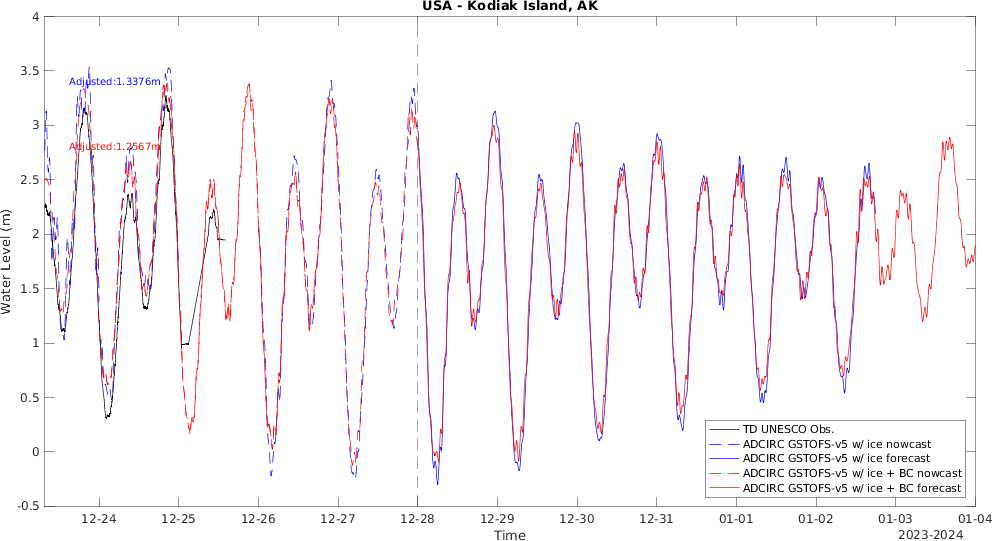 USA - Kodiak Island, AK
4
3.5
3
2.5
2
1.5
1
0.5
0
-0.5
Water Level (m)
Adjusted:1.3376m
Adjusted:1.2567m
TD UNESCO Obs.
ADCIRC GSTOFS-v5 w/ ice nowcast
ADCIRC GSTOFS-v5 w/ ice forecast
ADCIRC GSTOFS-v5 w/ ice + BC nowcast
ADCIRC GSTOFS-v5 w/ ice + BC forecast
12-24 12-25 12-26 12-27 12-28 12-29 12-30 12-31 01-01 01-02 01-03 01-04
Time
2023-2024